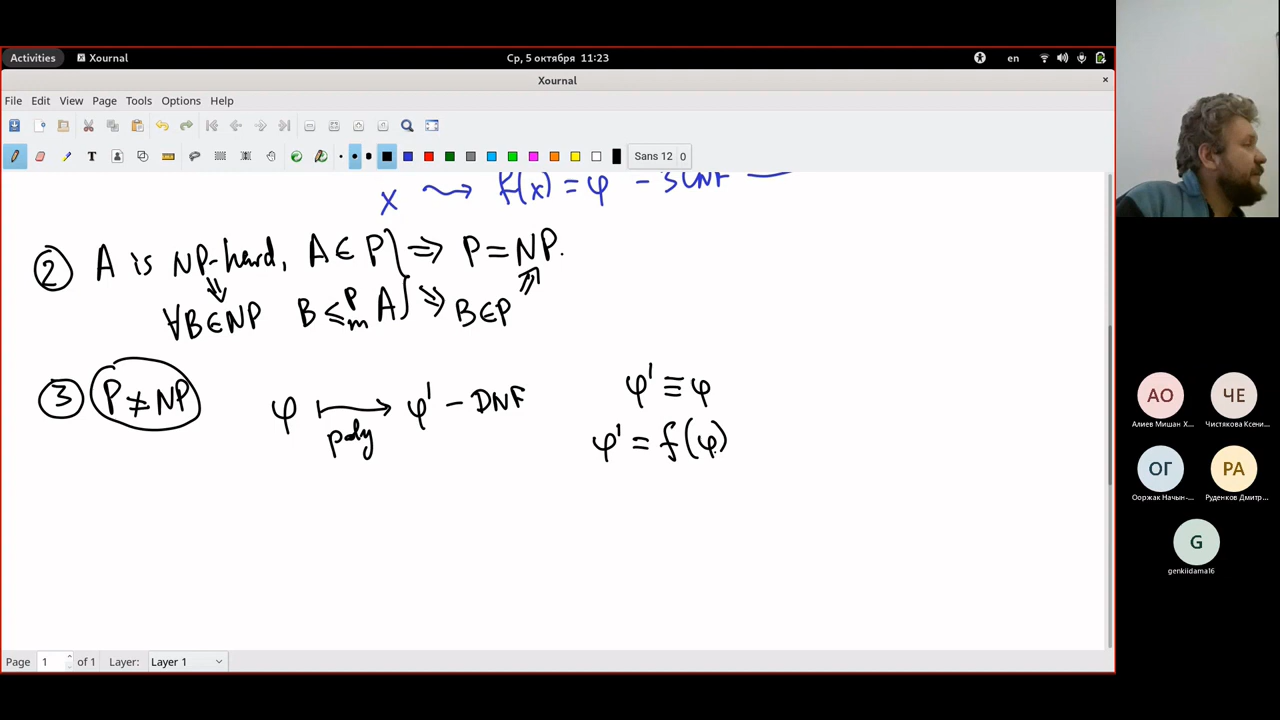 Activities
Xournal
Ср, 5 октября 11:23
en
Xournal
File Edit View Page Tools Options Help
Sans 12 0
x ⇝ f(x) = φ - 3CNF
② A is NP-hard, A ∈ P } ⇒ P = NP.
∀B∈NP B ≤ᵖₘ A } ⇒ B∈P
③ P ≠ NP
φ ↦ φ' - DNF
poly
φ' ≡ φ
φ' = f(φ)
Page 1 of 1 Layer: Layer 1
АО
Алиев Мишан Х...
ЧЕ
Чистякова Ксени...
ОГ
Ооржак Начын-...
РА
Руденков Дмитр...
G
genkiidama16